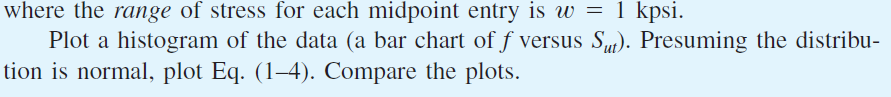 where the range of stress for each midpoint entry is w = 1 kpsi.
Plot a histogram of the data (a bar chart of f versus Sut). Presuming the distribu-
tion is normal, plot Eq. (1–4). Compare the plots.